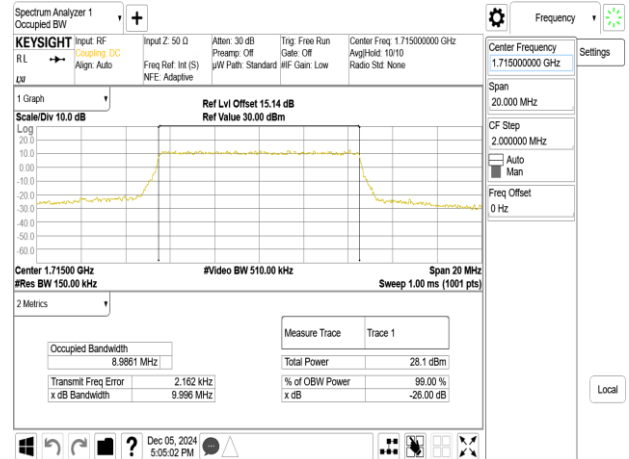 Spectrum Analyzer 1
Occupied BW
Frequency
KEYSIGHT
RL
LXI
Input: RF
Coupling: DC
Align: Auto
Input Z: 50 Ω
Freq Ref: Int (S)
NFE: Adaptive
Atten: 30 dB
Preamp: Off
µW Path: Standard
Trig: Free Run
Gate: Off
#IF Gain: Low
Center Freq: 1.715000000 GHz
Avg|Hold: 10/10
Radio Std: None
Center Frequency
1.715000000 GHz
Settings
Span
20.000 MHz
CF Step
2.000000 MHz
Auto
Man
Freq Offset
0 Hz
Local
1 Graph
Scale/Div 10.0 dB
Ref Lvl Offset 15.14 dB
Ref Value 30.00 dBm
Log
20.0
10.0
0.00
-10.0
-20.0
-30.0
-40.0
-50.0
-60.0
Center 1.71500 GHz
#Video BW 510.00 kHz
Span 20 MHz
#Res BW 150.00 kHz
Sweep 1.00 ms (1001 pts)
2 Metrics
Measure Trace Trace 1
Occupied Bandwidth
8.9861 MHz
Total Power 28.1 dBm
Transmit Freq Error 2.162 kHz
% of OBW Power 99.00 %
x dB Bandwidth 9.996 MHz
x dB -26.00 dB
?
Dec 05, 2024
5:05:02 PM